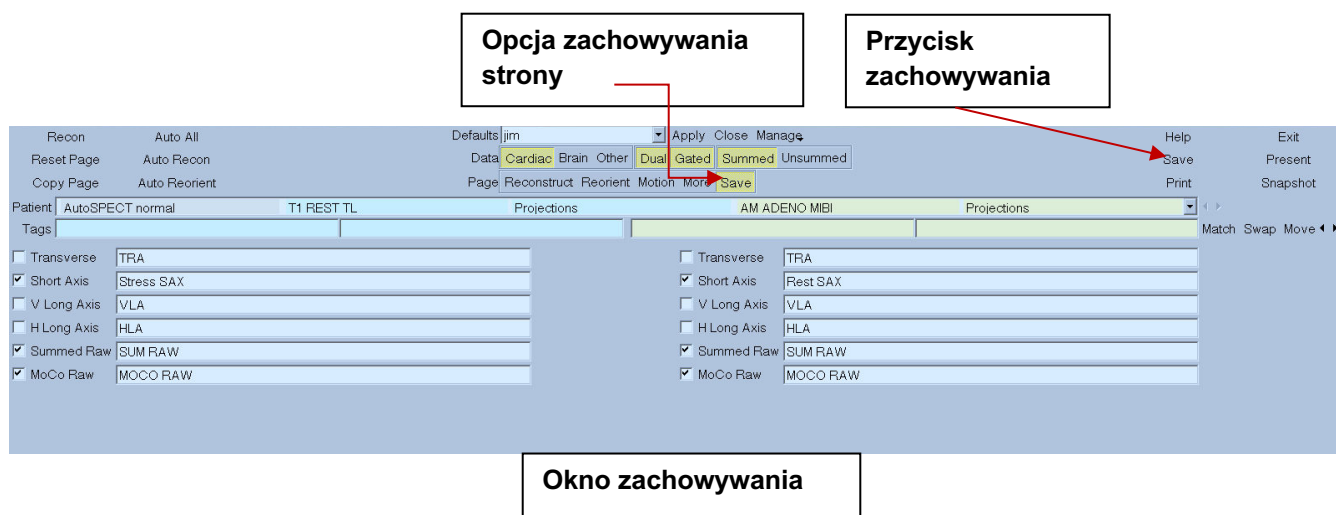 Opcja zachowywania
strony
Przycisk
zachowywania
Recon Auto All Defaults jim Apply Close Manage Help Exit
Reset Page Auto Recon Data Cardiac Brain Other Dual Gated Summed Unsummed Save Present
Copy Page Auto Reorient Page Reconstruct Reorient Motion More Save Print Snapshot
Patient AutoSPECT normal T1 REST TL Projections AM ADENO MIBI Projections
Tags Match Swap Move
Transverse TRA Transverse TRA
Short Axis Stress SAX Short Axis Rest SAX
V Long Axis VLA V Long Axis VLA
H Long Axis HLA H Long Axis HLA
Summed Raw SUM RAW Summed Raw SUM RAW
MoCo Raw MOCO RAW MoCo Raw MOCO RAW
Okno zachowywania